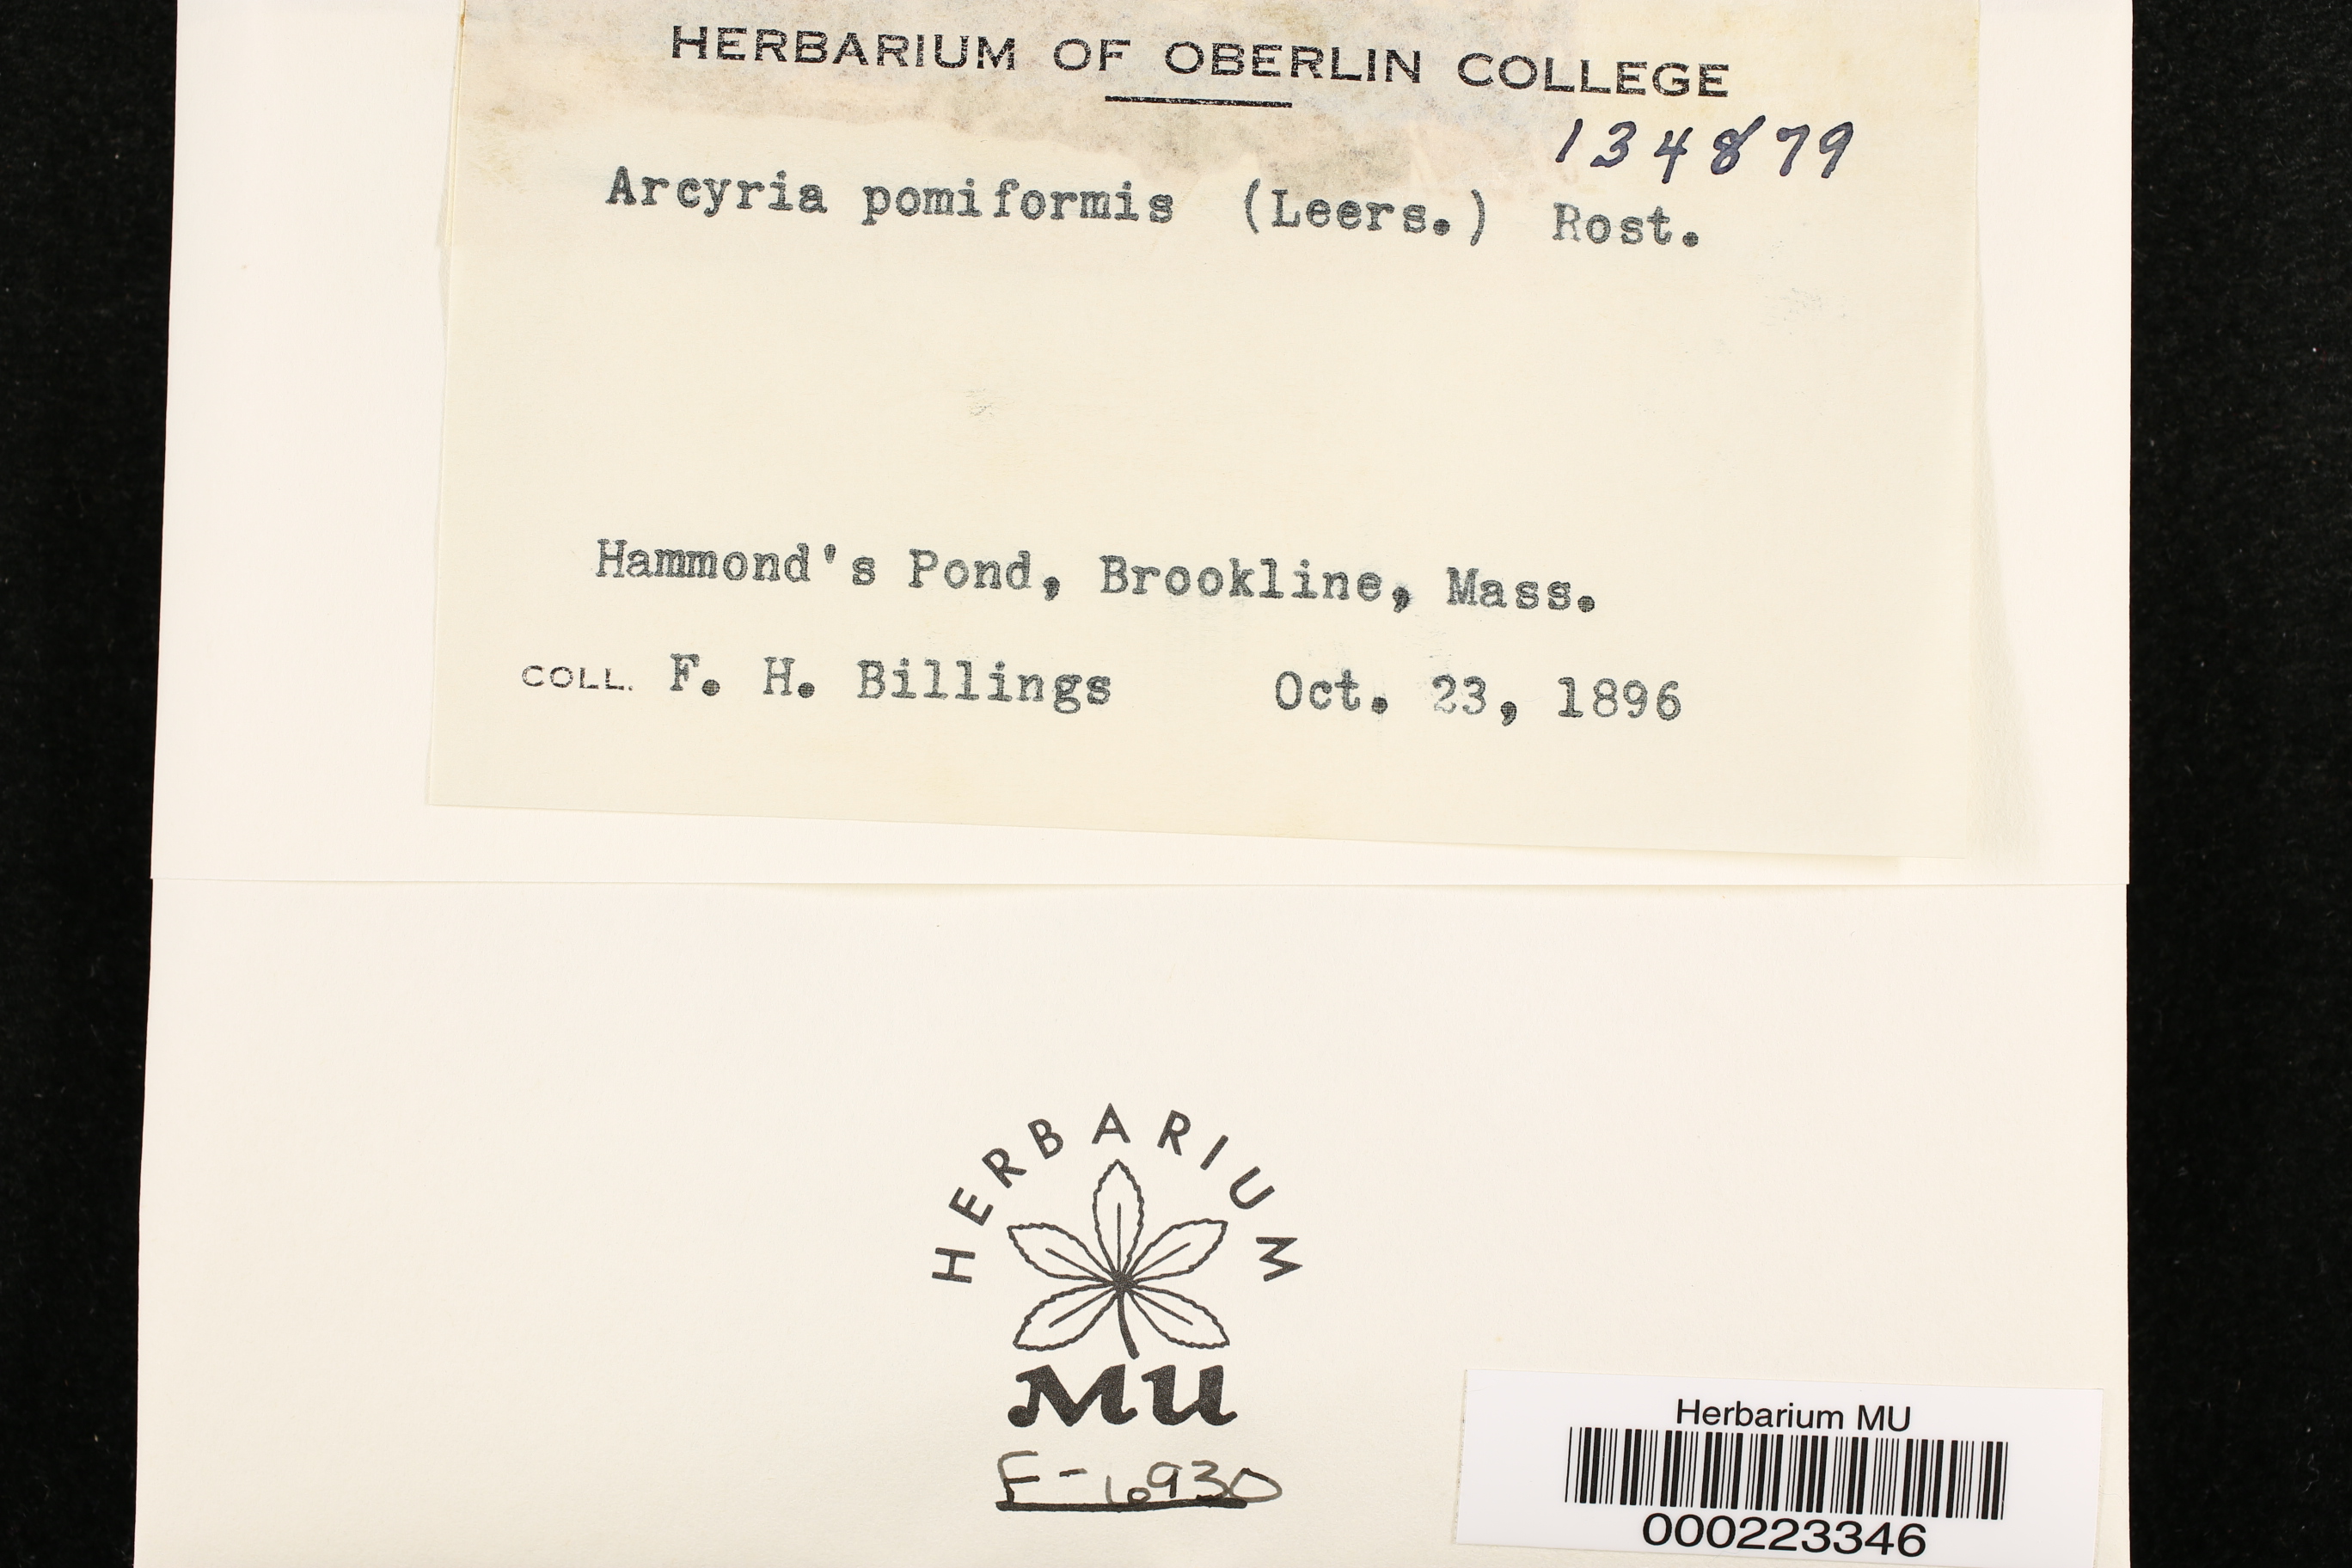 HERBARIUM OF OBERLIN COLLEGE
134879
Arcyria pomiformis (Leers.) Rost.
Hammond's Pond, Brookline, Mass.
COLL. F. H. Billings Oct. 23, 1896
HERBARIUM
MU
F-6930
Herbarium MU
000223346